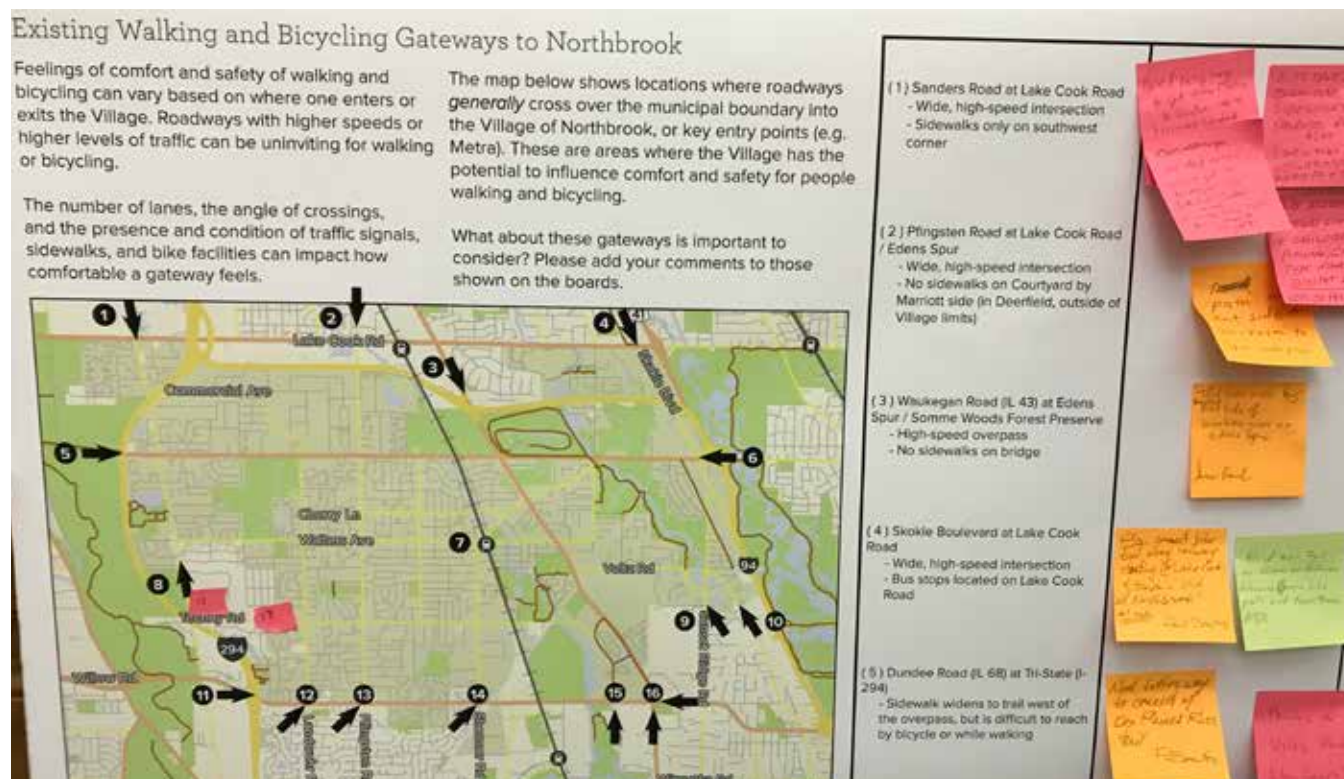 Existing Walking and Bicycling Gateways to Northbrook
Feelings of comfort and safety of walking and
bicycling can vary based on where one enters or
exits the Village. Roadways with higher speeds or
higher levels of traffic can be uninviting for walking
or bicycling.
The number of lanes, the angle of crossings,
and the presence and condition of traffic signals,
sidewalks, and bike facilities can impact how
comfortable a gateway feels.
The map below shows locations where roadways
generally cross over the municipal boundary into
the Village of Northbrook, or key entry points (e.g.
Metra). These are areas where the Village has the
potential to influence comfort and safety for people
walking and bicycling.
What about these gateways is important to
consider? Please add your comments to those
shown on the boards.
1
2
3
4
41
Lake Cook Rd
Skokie Blvd
Commercial Ave
5
6
Cherry Ln
Walters Ave
7
Voltz Rd
94
8
Techny Rd
294
9
10
Willow Rd
11
12
13
14
15
16
(1) Sanders Road at Lake Cook Road
- Wide, high-speed intersection
- Sidewalks only on southwest
corner
(2) Pfingsten Road at Lake Cook Road
/ Edens Spur
- Wide, high-speed intersection
- No sidewalks on Courtyard by
Marriott side (in Deerfield, outside of
Village limits)
(3) Waukegan Road (IL 43) at Edens
Spur / Somme Woods Forest Preserve
- High-speed overpass
- No sidewalks on bridge
(4) Skokie Boulevard at Lake Cook
Road
- Wide, high-speed intersection
- Bus stops located on Lake Cook
Road
(5) Dundee Road (IL 68) at Tri-State (I-
294)
- Sidewalk widens to trail west of
the overpass, but is difficult to reach
by bicycle or while walking